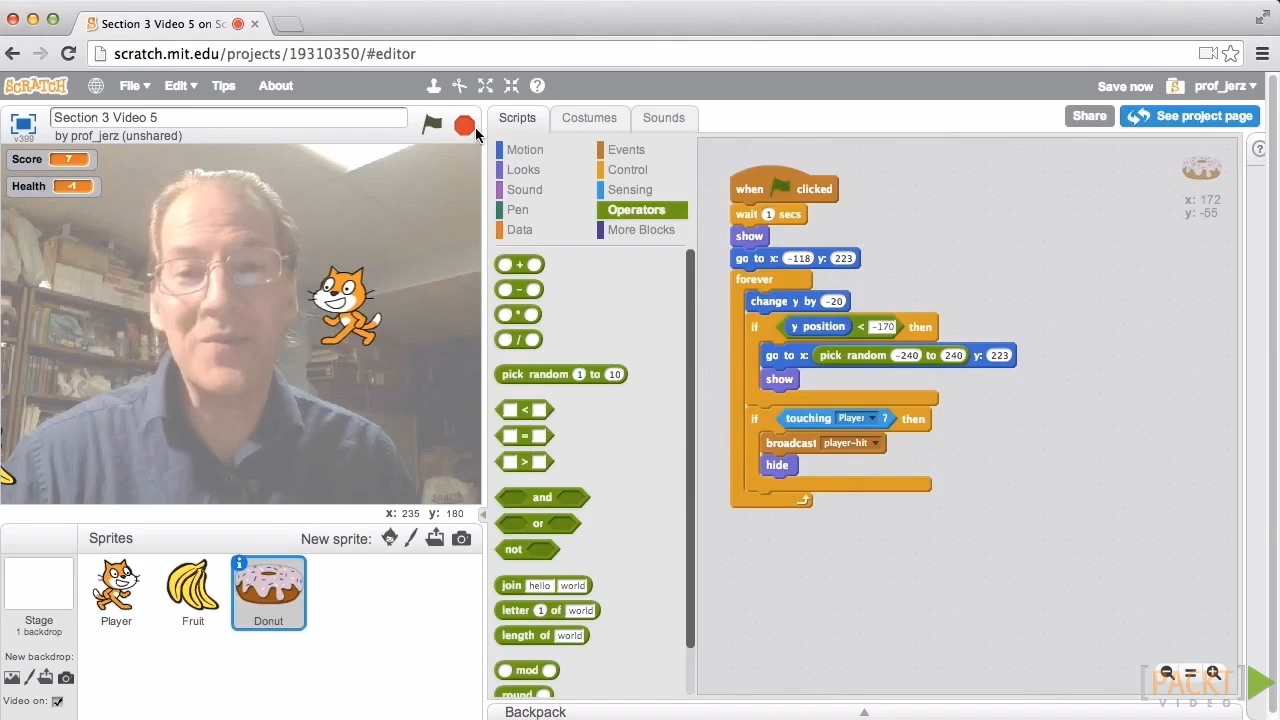 Section 3 Video 5 on Sc
scratch.mit.edu/projects/19310350/#editor
SCRATCH
File
Edit
Tips
About
Save now
prof_jerz
v399
Section 3 Video 5
by prof_jerz (unshared)
Scripts
Costumes
Sounds
Share
See project page
Score 7
Health -1
Motion
Looks
Sound
Pen
Data
Events
Control
Sensing
Operators
More Blocks
+
-
*
/
pick random 1 to 10
<
=
>
and
or
not
join hello world
letter 1 of world
length of world
mod
round
when clicked
wait 1 secs
show
go to x: -118 y: 223
forever
change y by -20
if y position < -170 then
go to x: pick random -240 to 240 y: 223
show
if touching Player ? then
broadcast player-hit
hide
x: 172
y: -55
x: 235 y: 180
Sprites
New sprite:
Stage
1 backdrop
New backdrop:
Video on:
Player
Fruit
i
Donut
Backpack
[PACKT]
VIDEO